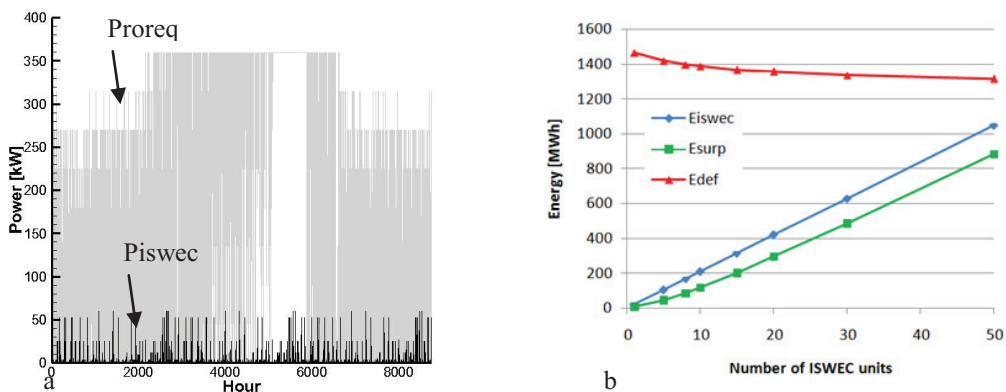 400
350
300
250
200
150
100
50
0
Power [kW]
Proreq
Piswec
0
2000
4000
6000
8000
Hour
a
1600
1400
1200
1000
800
600
400
200
0
Energy [MWh]
Eiswec
Esurp
Edef
0
10
20
30
40
50
Number of ISWEC units
b